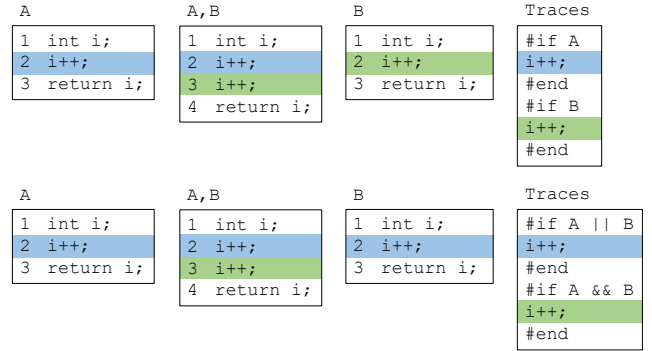 A
1 int i;
2 i++;
3 return i;
A,B
1 int i;
2 i++;
3 i++;
4 return i;
B
1 int i;
2 i++;
3 return i;
Traces
#if A
i++;
#end
#if B
i++;
#end
A
1 int i;
2 i++;
3 return i;
A,B
1 int i;
2 i++;
3 i++;
4 return i;
B
1 int i;
2 i++;
3 return i;
Traces
#if A || B
i++;
#end
#if A && B
i++;
#end